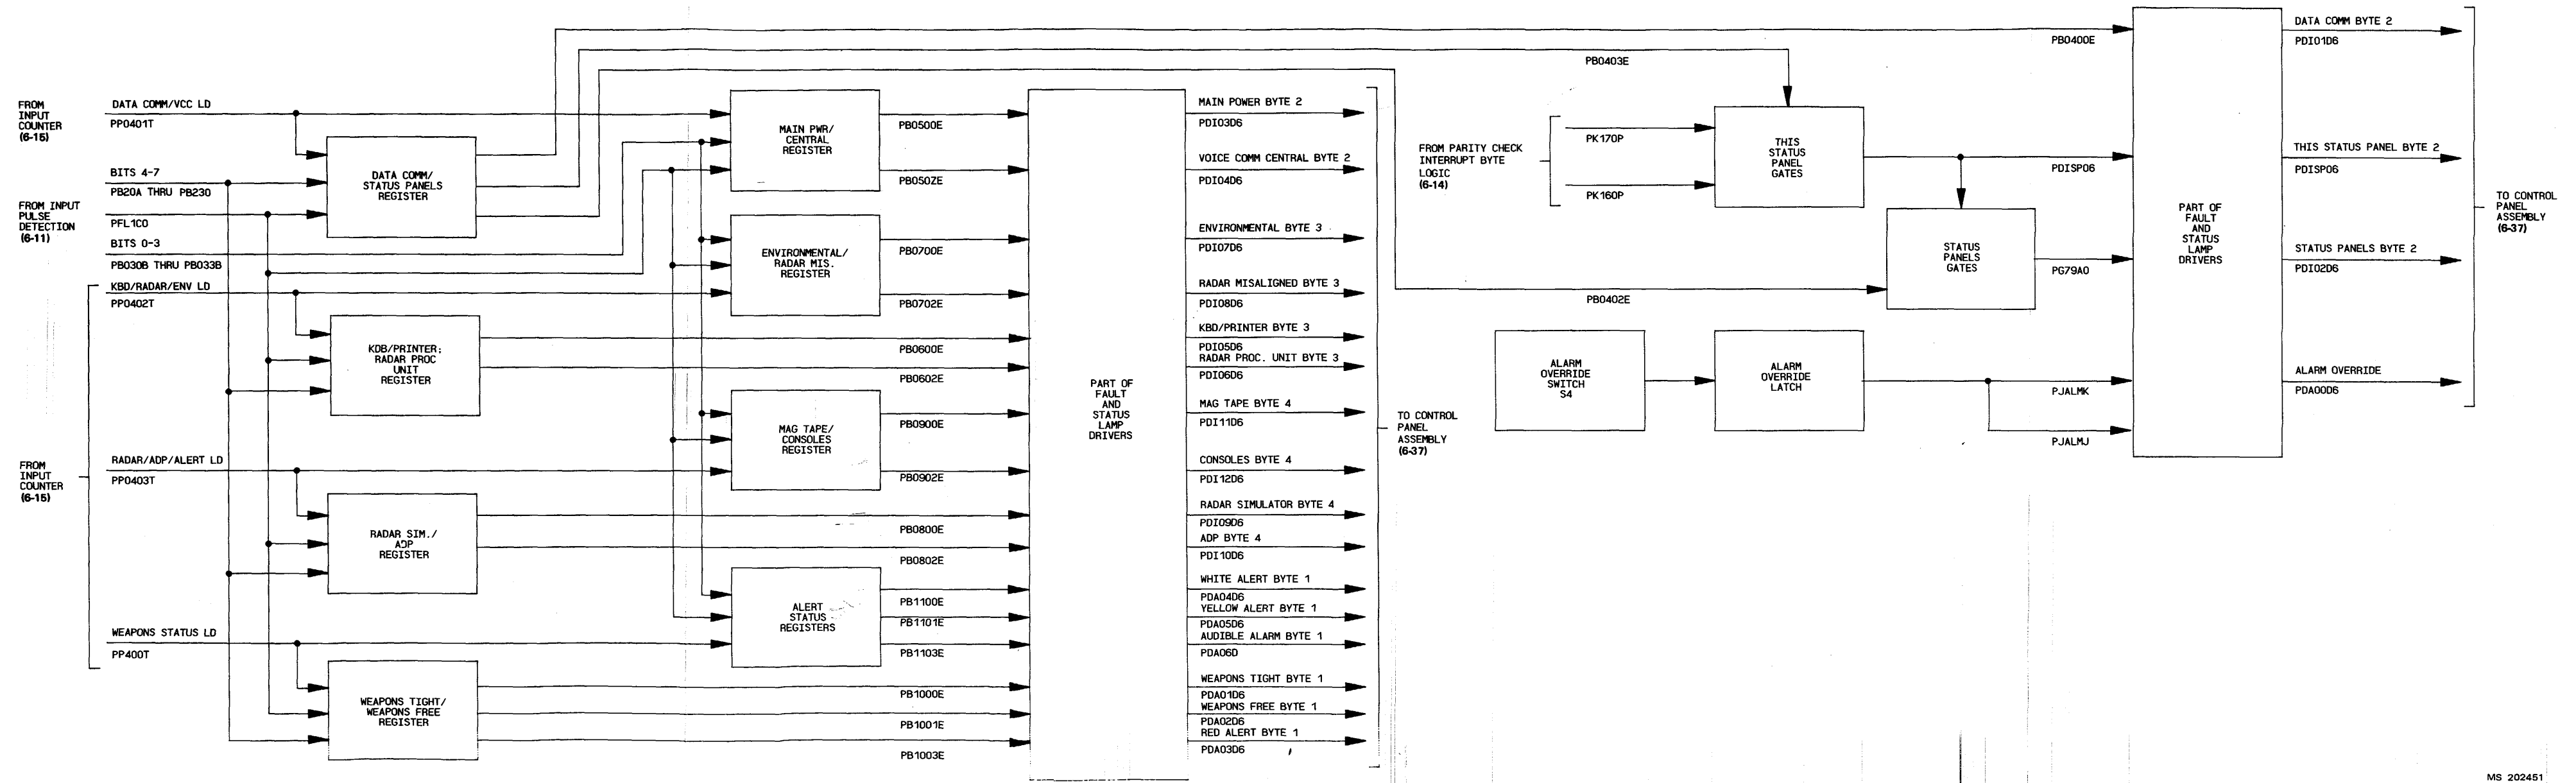 FROM
INPUT
COUNTER
(6-15)
DATA COMM/VCC LD
PP0401T
BITS 4-7
PB20A THRU PB230
FROM INPUT
PULSE
DETECTION
(6-11)
PFL1C0
BITS 0-3
PB030B THRU PB033B
KBD/RADAR/ENV LD
PP0402T
FROM
INPUT
COUNTER
(6-15)
RADAR/ADP/ALERT LD
PP0403T
WEAPONS STATUS LD
PP400T
DATA COMM/
STATUS PANELS
REGISTER
KDB/PRINTER:
RADAR PROC
UNIT
REGISTER
RADAR SIM./
ADP
REGISTER
WEAPONS TIGHT/
WEAPONS FREE
REGISTER
MAIN PWR/
CENTRAL
REGISTER
ENVIRONMENTAL/
RADAR MIS.
REGISTER
MAG TAPE/
CONSOLES
REGISTER
ALERT
STATUS
REGISTERS
PB0500E
PB050ZE
PB0700E
PB0702E
PB0600E
PB0602E
PB0900E
PB0902E
PB0800E
PB0802E
PB1100E
PB1101E
PB1103E
PB1000E
PB1001E
PB1003E
PART OF
FAULT
AND
STATUS
LAMP
DRIVERS
MAIN POWER BYTE 2
PDI03D6
VOICE COMM CENTRAL BYTE 2
PDI04D6
ENVIRONMENTAL BYTE 3
PDI07D6
RADAR MISALIGNED BYTE 3
PDI08D6
KBD/PRINTER BYTE 3
PDI05D6
RADAR PROC. UNIT BYTE 3
PDI06D6
MAG TAPE BYTE 4
PDI11D6
CONSOLES BYTE 4
PDI12D6
RADAR SIMULATOR BYTE 4
PDI09D6
ADP BYTE 4
PDI10D6
WHITE ALERT BYTE 1
PDA04D6
YELLOW ALERT BYTE 1
PDA05D6
AUDIBLE ALARM BYTE 1
PDA06D
WEAPONS TIGHT BYTE 1
PDA01D6
WEAPONS FREE BYTE 1
PDA02D6
RED ALERT BYTE 1
PDA03D6
TO CONTROL
PANEL
ASSEMBLY
(6-37)
FROM PARITY CHECK
INTERRUPT BYTE
LOGIC
(6-14)
PK170P
PK160P
PB0403E
PB0402E
THIS
STATUS
PANEL
GATES
STATUS
PANELS
GATES
ALARM
OVERRIDE
SWITCH
S4
ALARM
OVERRIDE
LATCH
PB0400E
PDISP06
PG79A0
PJALMK
PJALMJ
PART OF
FAULT
AND
STATUS
LAMP
DRIVERS
DATA COMM BYTE 2
PDI01D6
THIS STATUS PANEL BYTE 2
PDISP06
STATUS PANELS BYTE 2
PDI02D6
ALARM OVERRIDE
PDA00D6
TO CONTROL
PANEL
ASSEMBLY
(6-37)
MS 202451